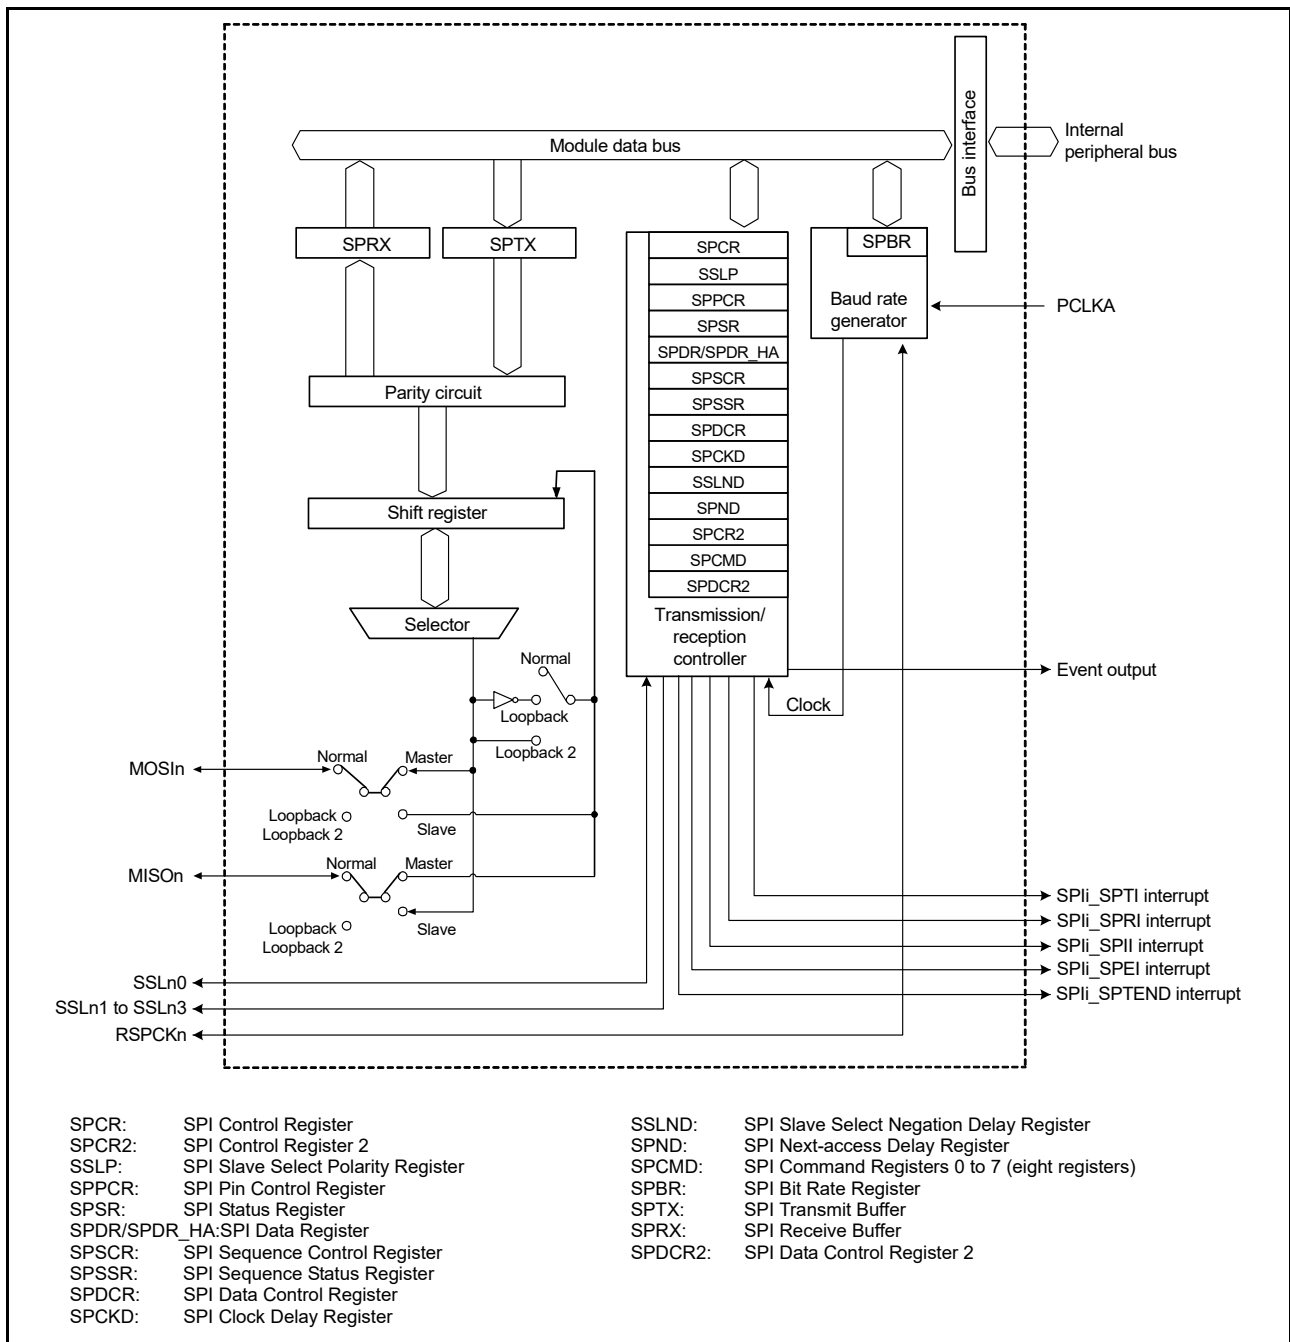 Bus interface
Internal
peripheral bus
Module data bus
SPRX
SPTX
SPCR
SPBR
SSLP
SPPCR
Baud rate
generator
PCLKA
SPSR
SPDR/SPDR_HA
SPSCR
Parity circuit
SPSSR
SPDCR
SPCKD
SSLND
Shift register
SPND
SPCR2
SPCMD
SPDCR2
Selector
Transmission/
reception
controller
Normal
Event output
Clock
Loopback
Loopback 2
MOSIn
Normal
Master
Loopback
Loopback 2
Slave
MISOn
Normal
Master
Loopback
Loopback 2
Slave
SPIi_SPTI interrupt
SPIi_SPRI interrupt
SPIi_SPII interrupt
SPIi_SPEI interrupt
SPIi_SPTEND interrupt
SSLn0
SSLn1 to SSLn3
RSPCKn
SPCR: SPI Control Register
SPCR2: SPI Control Register 2
SSLP: SPI Slave Select Polarity Register
SPPCR: SPI Pin Control Register
SPSR: SPI Status Register
SPDR/SPDR_HA:SPI Data Register
SPSCR: SPI Sequence Control Register
SPSSR: SPI Sequence Status Register
SPDCR: SPI Data Control Register
SPCKD: SPI Clock Delay Register
SSLND: SPI Slave Select Negation Delay Register
SPND: SPI Next-access Delay Register
SPCMD: SPI Command Registers 0 to 7 (eight registers)
SPBR: SPI Bit Rate Register
SPTX: SPI Transmit Buffer
SPRX: SPI Receive Buffer
SPDCR2: SPI Data Control Register 2